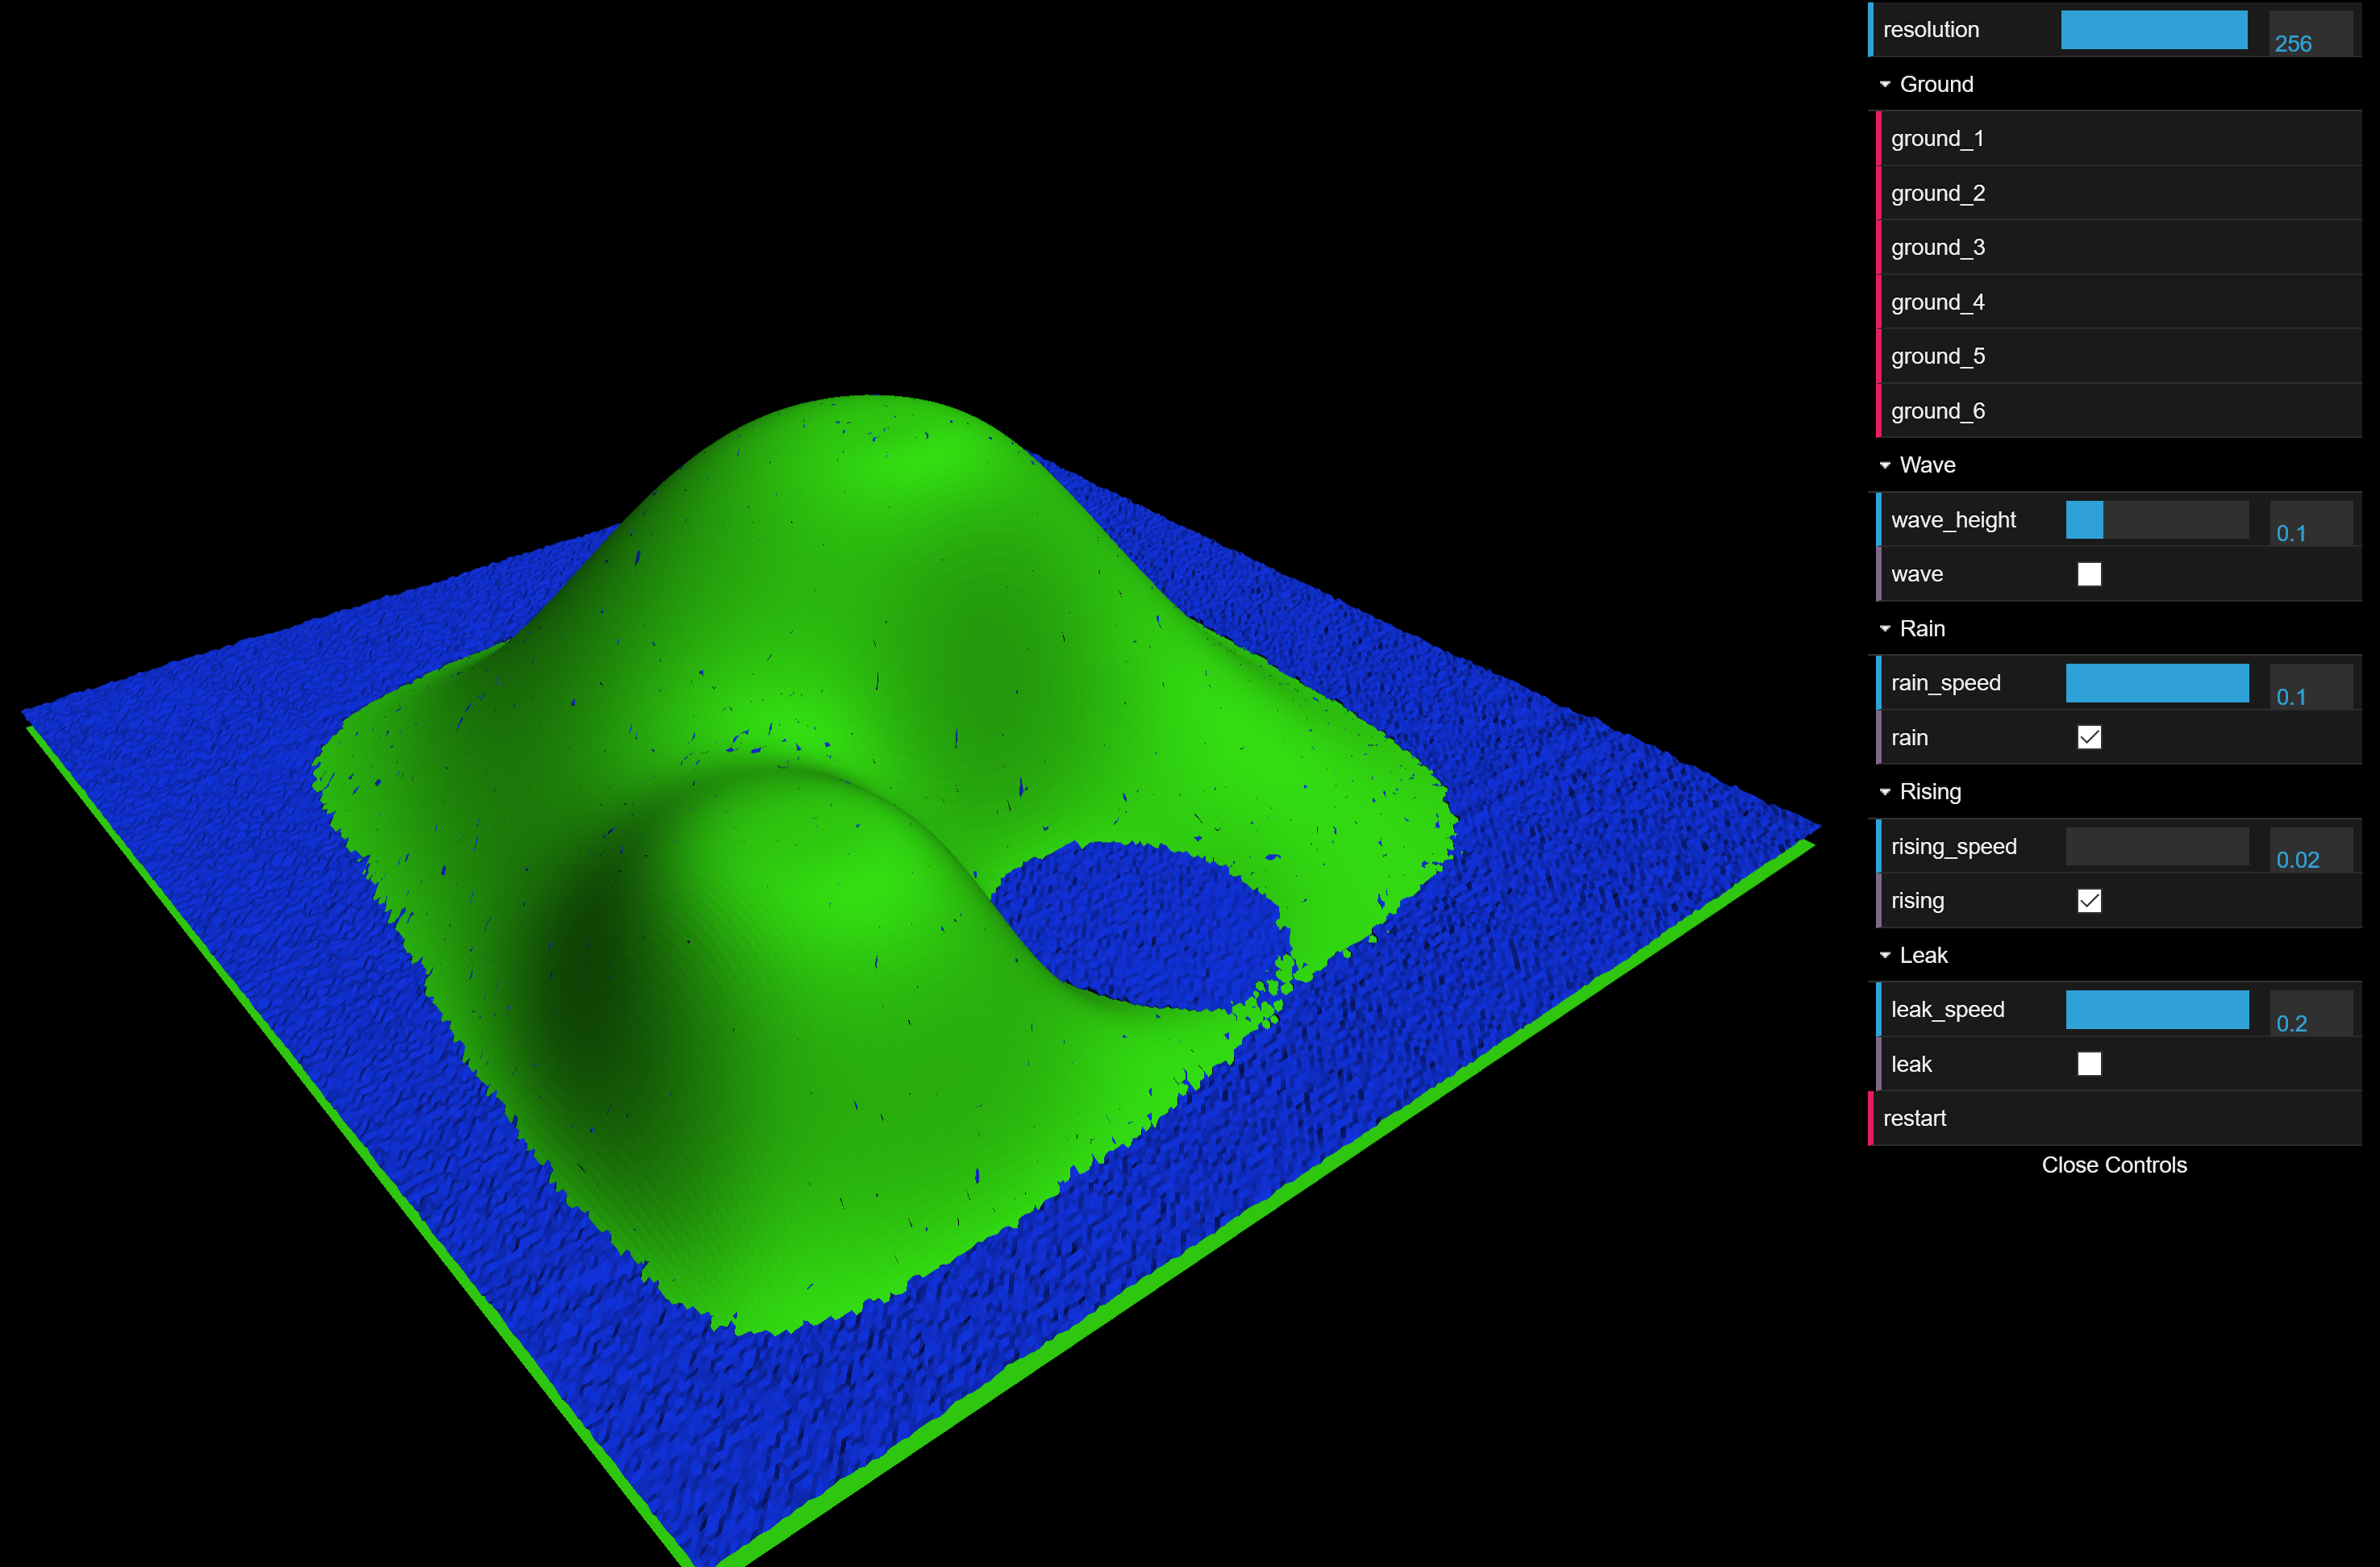 resolution 256
Ground
ground_1
ground_2
ground_3
ground_4
ground_5
ground_6
Wave
wave_height 0.1
wave
Rain
rain_speed 0.1
rain
Rising
rising_speed 0.02
rising
Leak
leak_speed 0.2
leak
restart
Close Controls